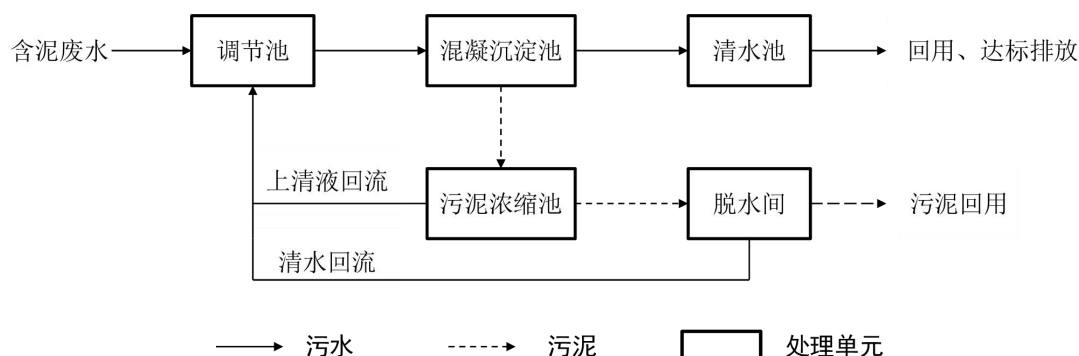 含泥废水
调节池
混凝沉淀池
清水池
回用、达标排放
上清液回流
污泥浓缩池
脱水间
污泥回用
清水回流
污水
污泥
处理单元